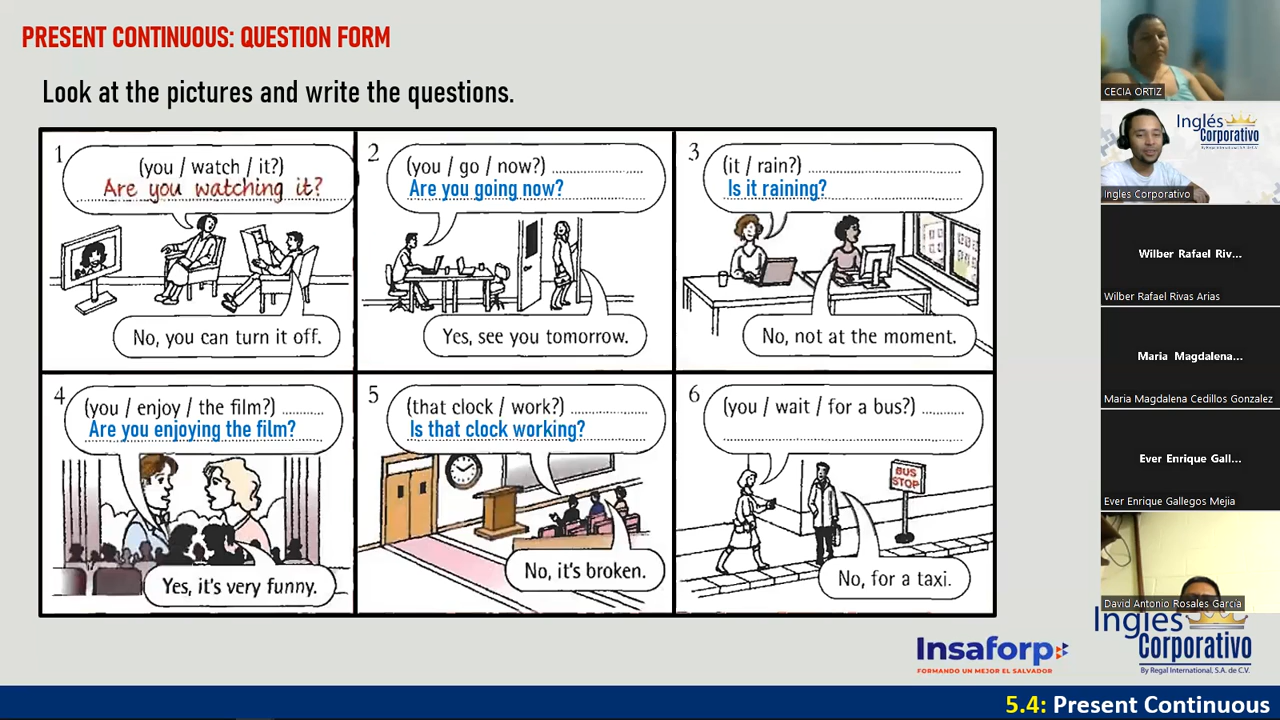 PRESENT CONTINUOUS: QUESTION FORM
Look at the pictures and write the questions.
1
(you / watch / it?)
Are you watching it?
No, you can turn it off.
2
(you / go / now?)
Are you going now?
Yes, see you tomorrow.
3
(it / rain?)
Is it raining?
No, not at the moment.
4
(you / enjoy / the film?)
Are you enjoying the film?
Yes, it's very funny.
5
(that clock / work?)
Is that clock working?
No, it's broken.
6
(you / wait / for a bus?)
BUS
STOP
No, for a taxi.
CECIA ORTIZ
Inglés
Corporativo
By Regal International, S.A. de C.V.
Ingles Corporativo
Wilber Rafael Riv...
Wilber Rafael Rivas Arias
Maria Magdalena...
Maria Magdalena Cedillos Gonzalez
Ever Enrique Gall...
Ever Enrique Gallegos Mejia
David Antonio Rosales García
Insaforp
FORMANDO UN MEJOR EL SALVADOR
Inglés
Corporativo
By Regal International, S.A. de C.V.
5.4: Present Continuous